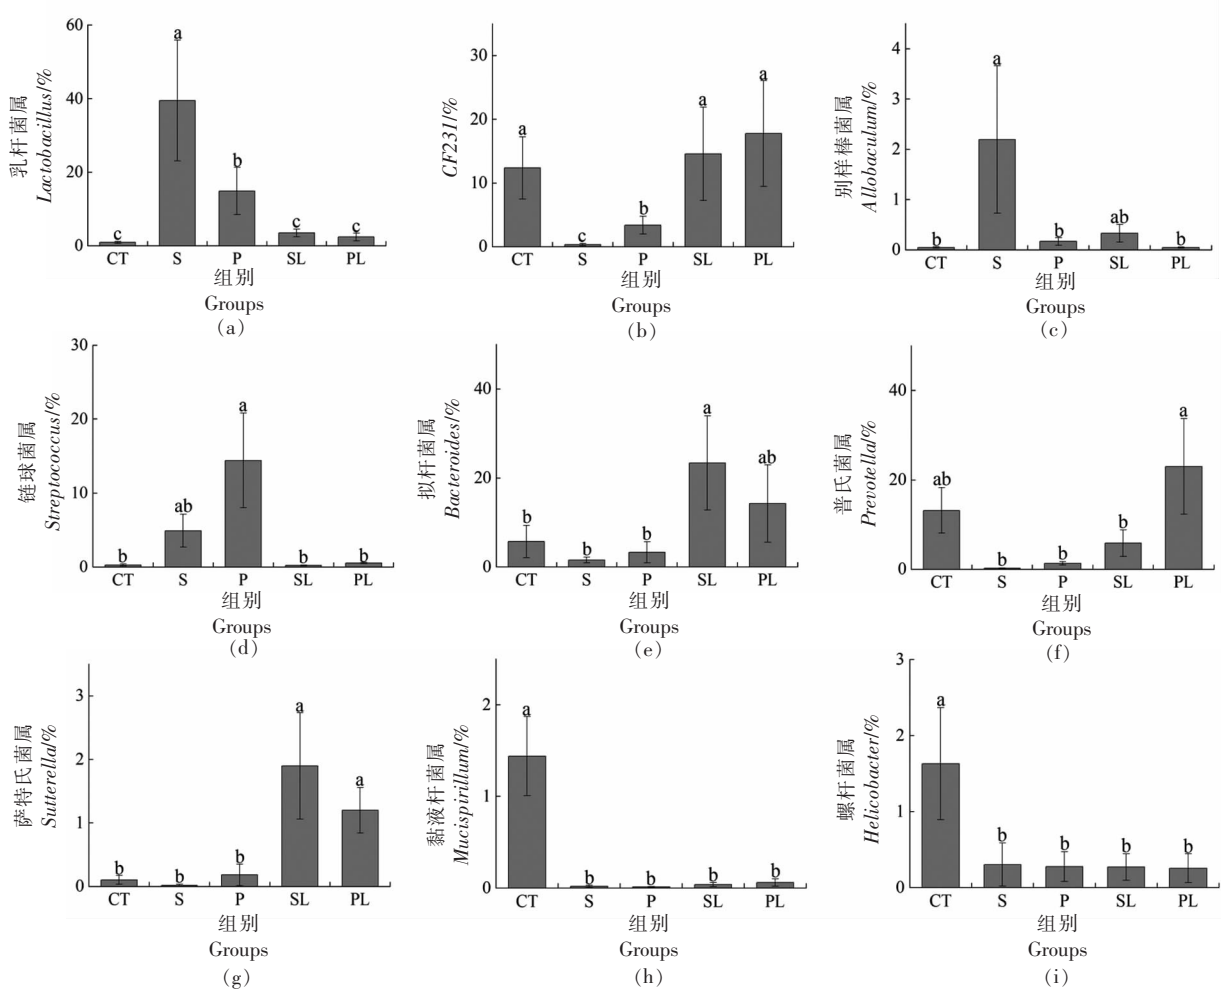 60
40
20
0
乳杆菌属
Lactobacillus/%
a
b
c
c
c
CT S P SL PL
组别
Groups
(a)
30
20
10
0
CF231/%
a
c
b
a
a
CT S P SL PL
组别
Groups
(b)
4
3
2
1
0
别样棒菌属
Allobaculum/%
b
a
b
ab
b
CT S P SL PL
组别
Groups
(c)
30
20
10
0
链球菌属
Streptococcus/%
b
ab
a
b
b
CT S P SL PL
组别
Groups
(d)
40
20
0
拟杆菌属
Bacteroides/%
b
b
b
a
ab
CT S P SL PL
组别
Groups
(e)
40
20
0
普氏菌属
Prevotella/%
ab
b
b
b
a
CT S P SL PL
组别
Groups
(f)
3
2
1
0
萨特氏菌属
Sutterella/%
b
b
b
a
a
CT S P SL PL
组别
Groups
(g)
2
1
0
黏液杆菌属
Mucispirillum/%
a
b
b
b
b
CT S P SL PL
组别
Groups
(h)
3
2
1
0
螺杆菌属
Helicobacter/%
a
b
b
b
b
CT S P SL PL
组别
Groups
(i)